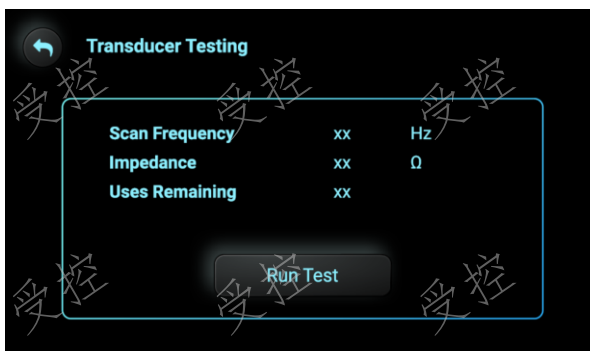 Transducer Testing
受控 受控 受控
Scan Frequency xx Hz
Impedance xx Ω
Uses Remaining xx
Run Test
受控 受控 受控